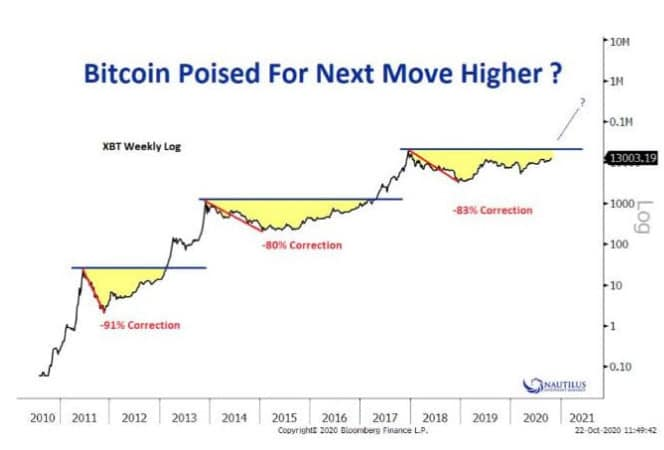 Bitcoin Poised For Next Move Higher ?
10M
1M
?
0.1M
XBT Weekly Log
13003.19
1000
-83% Correction
Log
-80% Correction
100
10
-91% Correction
1
0.10
NAUTILUS
2010 2011 2012 2013 2014 2015 2016 2017 2018 2019 2020 2021
Copyright© 2020 Bloomberg Finance L.P.
22-Oct-2020 11:49:42